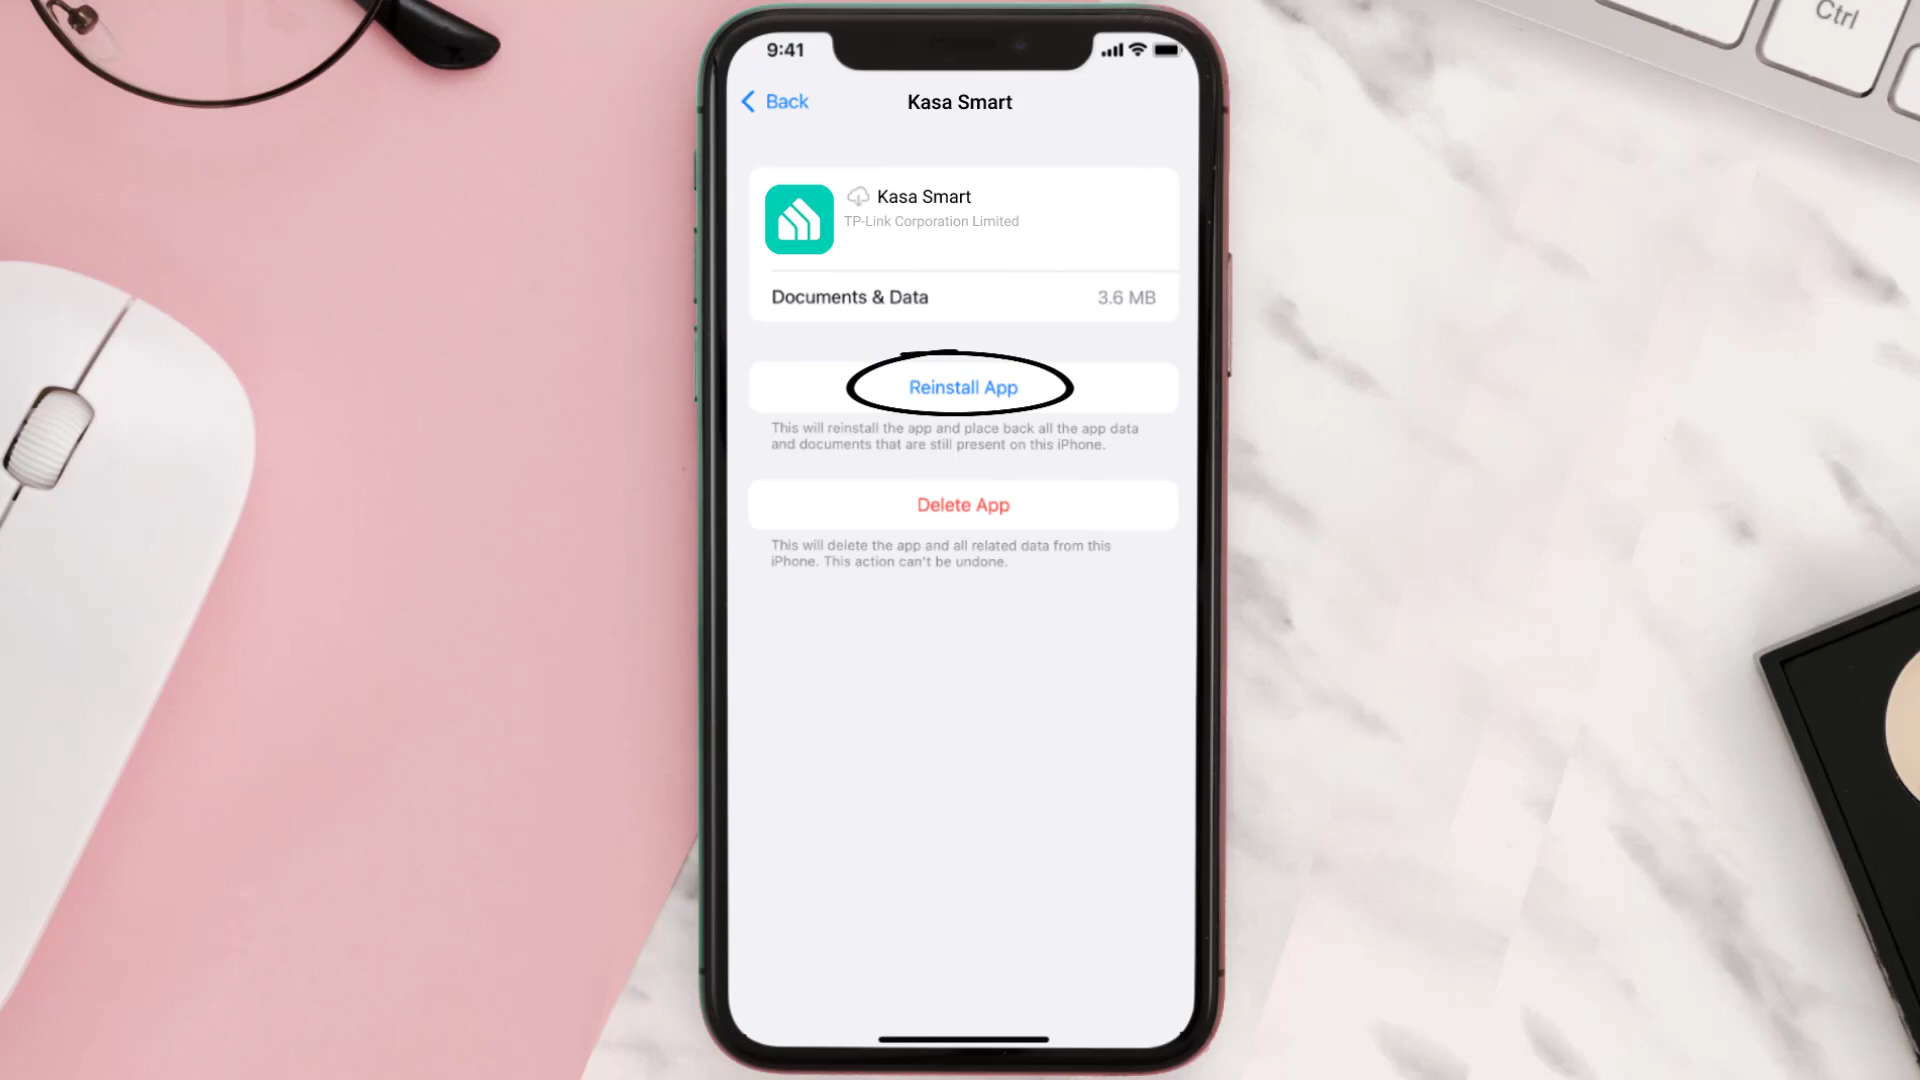 Ctrl
9:41
Back
Kasa Smart
Kasa Smart
TP-Link Corporation Limited
Documents & Data
3.6 MB
Reinstall App
This will reinstall the app and place back all the app data
and documents that are still present on this iPhone.
Delete App
This will delete the app and all related data from this
iPhone. This action can't be undone.